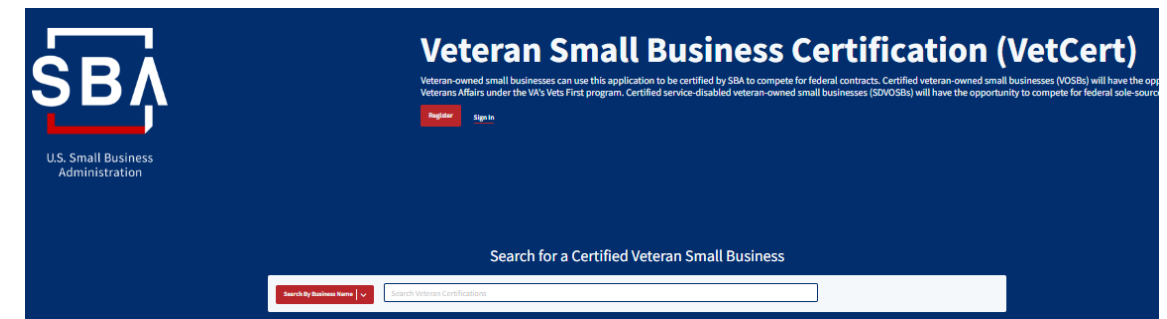 SBA
U.S. Small Business
Administration
Veteran Small Business Certification (VetCert)
Veteran-owned small businesses can use this application to be certified by SBA to compete for federal contracts. Certified veteran-owned small businesses (VOSBs) will have the opp
Veterans Affairs under the VA's Vets First program. Certified service-disabled veteran-owned small businesses (SDVOSBs) will have the opportunity to compete for federal sole-source
Register Sign In
Search for a Certified Veteran Small Business
Search By Business Name Search Veteran Certifications